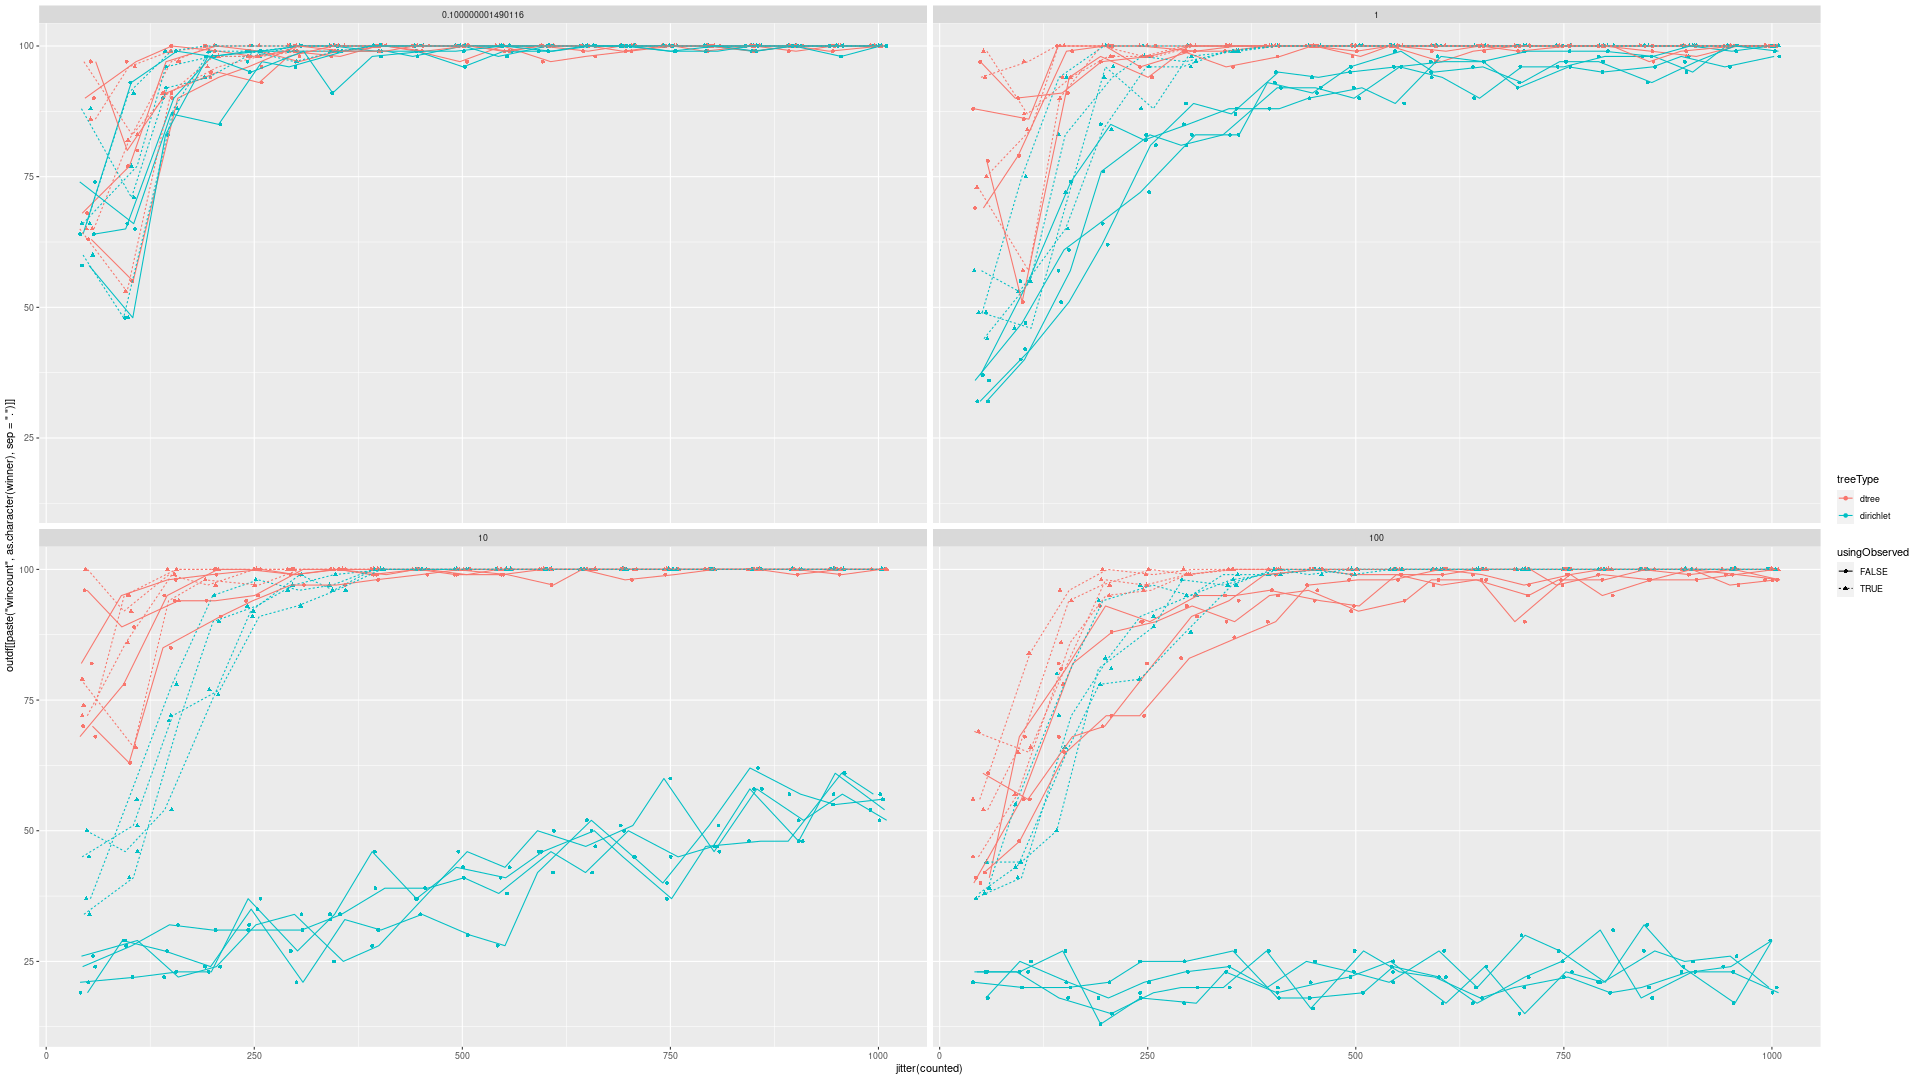 0.100000001490116
1
100
75
50
25
10
100
100
75
50
25
0
250
500
750
1000
0
250
500
750
1000
jitter(counted)
outdf[[paste("wincount", as.character(winner), sep = ".")]]
treeType
dtree
dirichlet
usingObserved
FALSE
TRUE